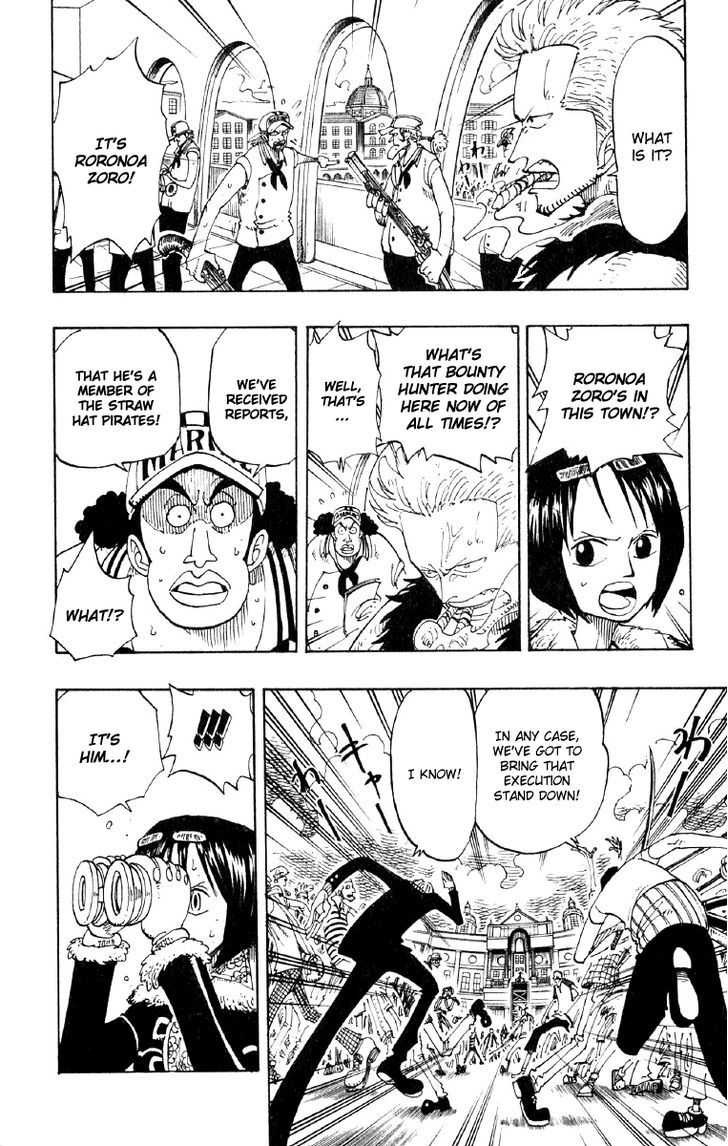 WHAT
IS IT?
IT'S
RORONOA
ZORO!
RORONOA
ZORO'S IN
THIS TOWN!?
WHAT'S
THAT BOUNTY
HUNTER DOING
HERE NOW OF
ALL TIMES!?
WELL,
THAT'S
...
WE'VE
RECEIVED
REPORTS,
THAT HE'S A
MEMBER OF
THE STRAW
HAT PIRATES!
MARINE
WHAT!?
IN ANY CASE,
WE'VE GOT TO
BRING THAT
EXECUTION
STAND DOWN!
I KNOW!
!!!
IT'S
HIM...!